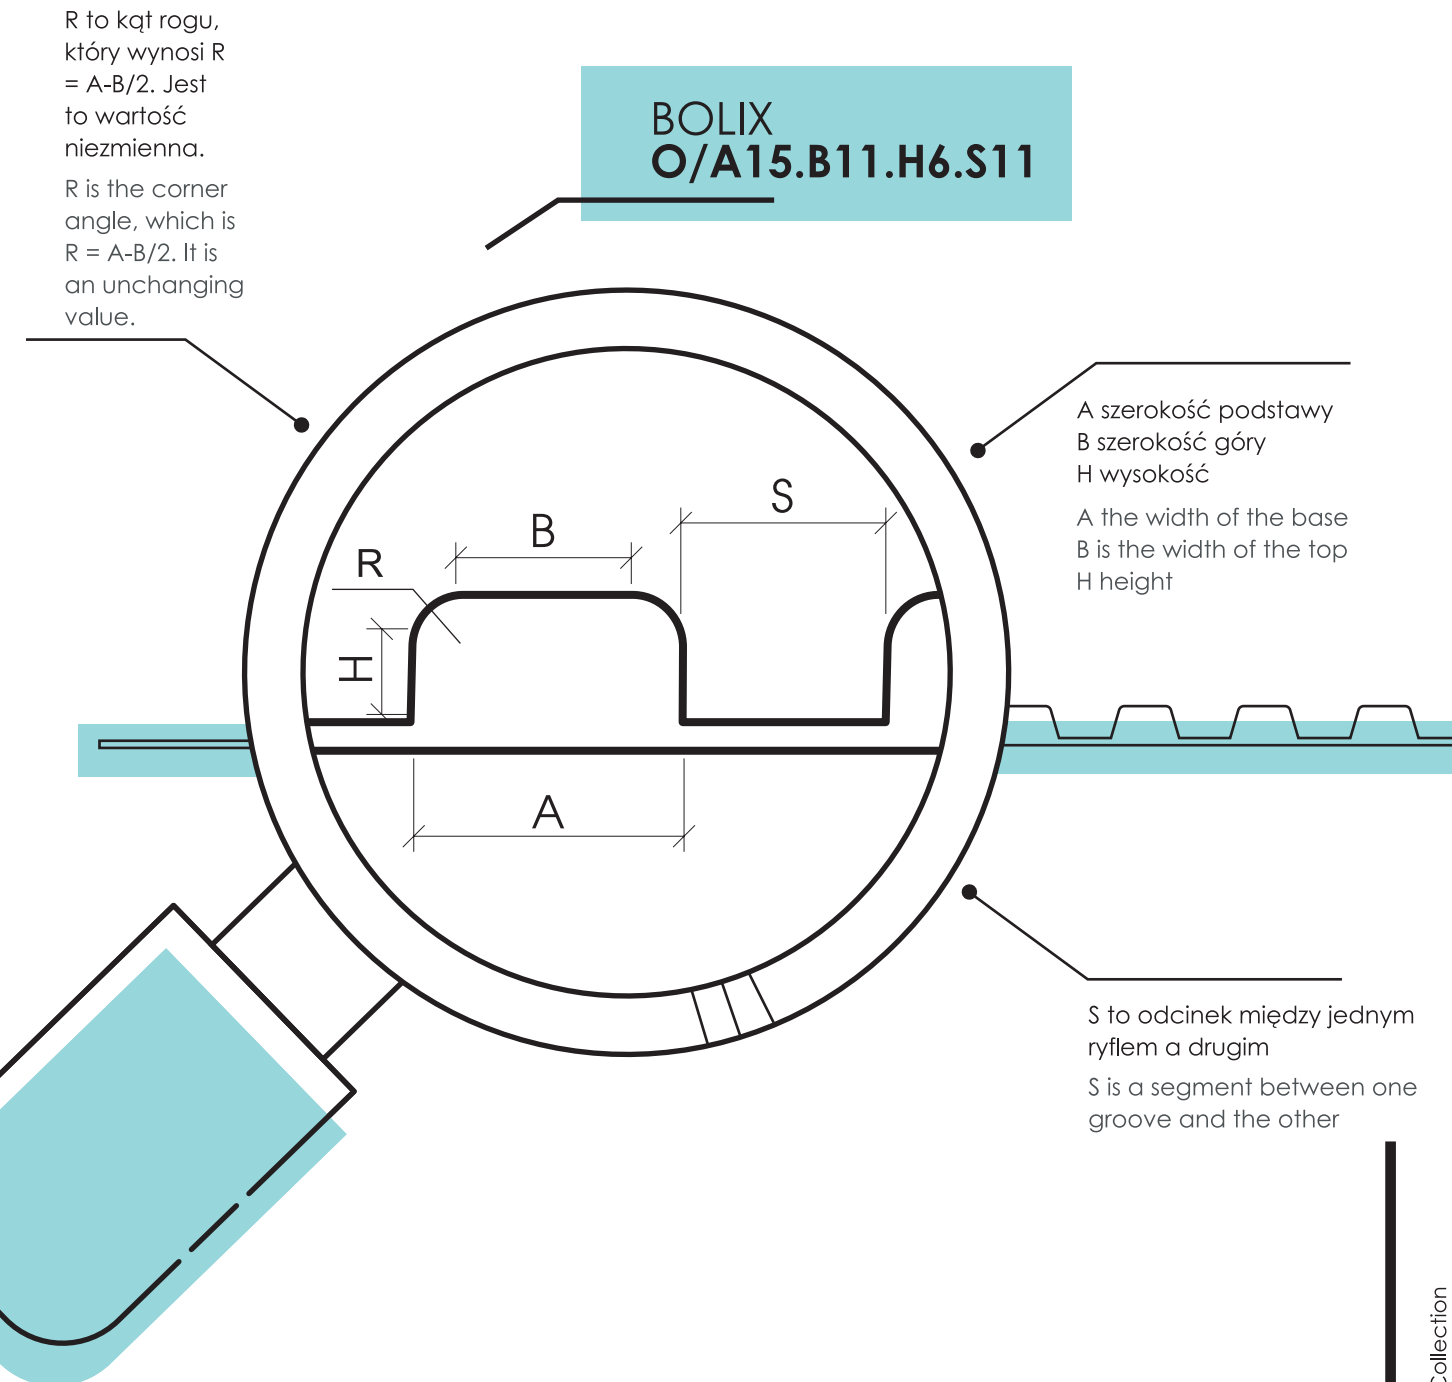 R to kąt rogu,
który wynosi R
= A-B/2. Jest
to wartość
niezmienna.
R is the corner
angle, which is
R = A-B/2. It is
an unchanging
value.
BOLIX
O/A15.B11.H6.S11
A szerokość podstawy
B szerokość góry
H wysokość
A the width of the base
B is the width of the top
H height
S
B
R
H
A
S to odcinek między jednym
ryflem a drugim
S is a segment between one
groove and the other
Collection